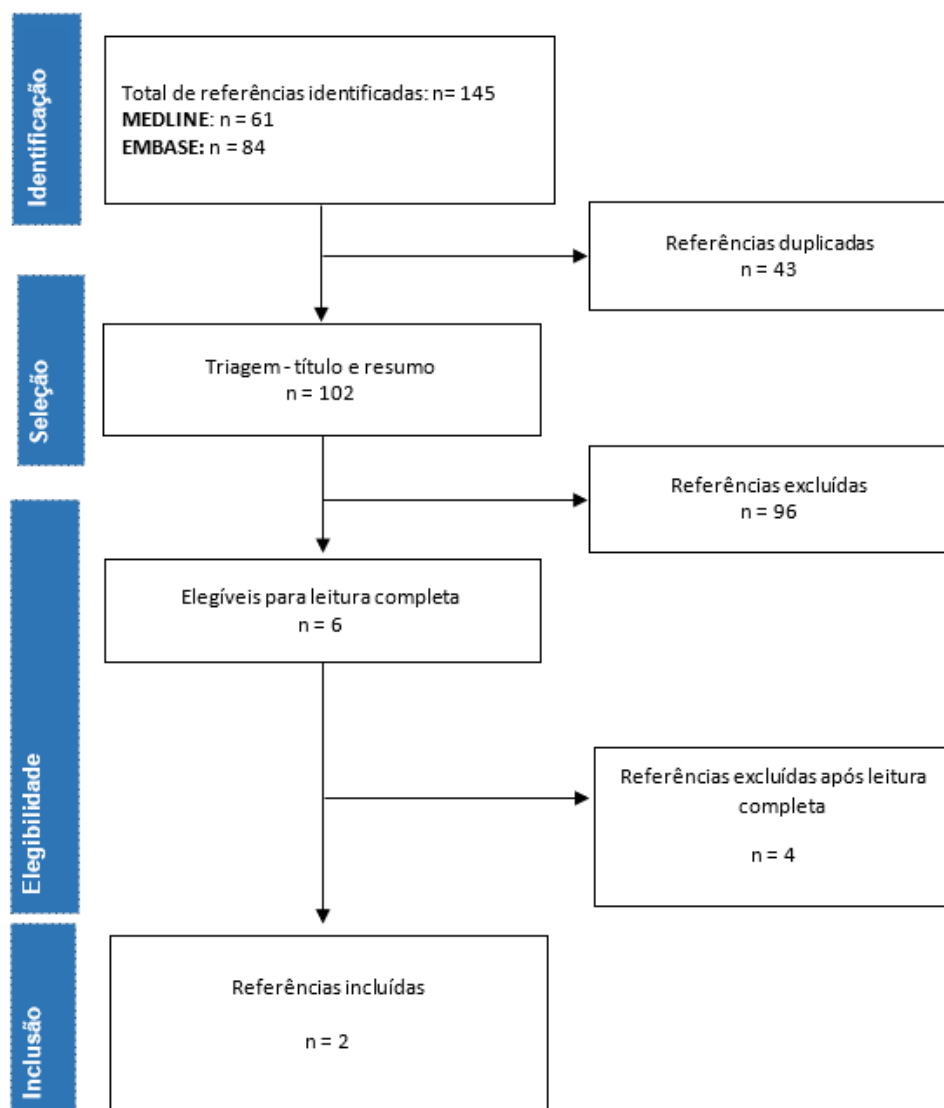 Identificação
Total de referências identificadas: n= 145
MEDLINE: n = 61
EMBASE: n = 84
Referências duplicadas
n = 43
Seleção
Triagem - título e resumo
n = 102
Referências excluídas
n = 96
Elegibilidade
Elegíveis para leitura completa
n = 6
Referências excluídas após leitura
completa
n = 4
Inclusão
Referências incluídas
n = 2